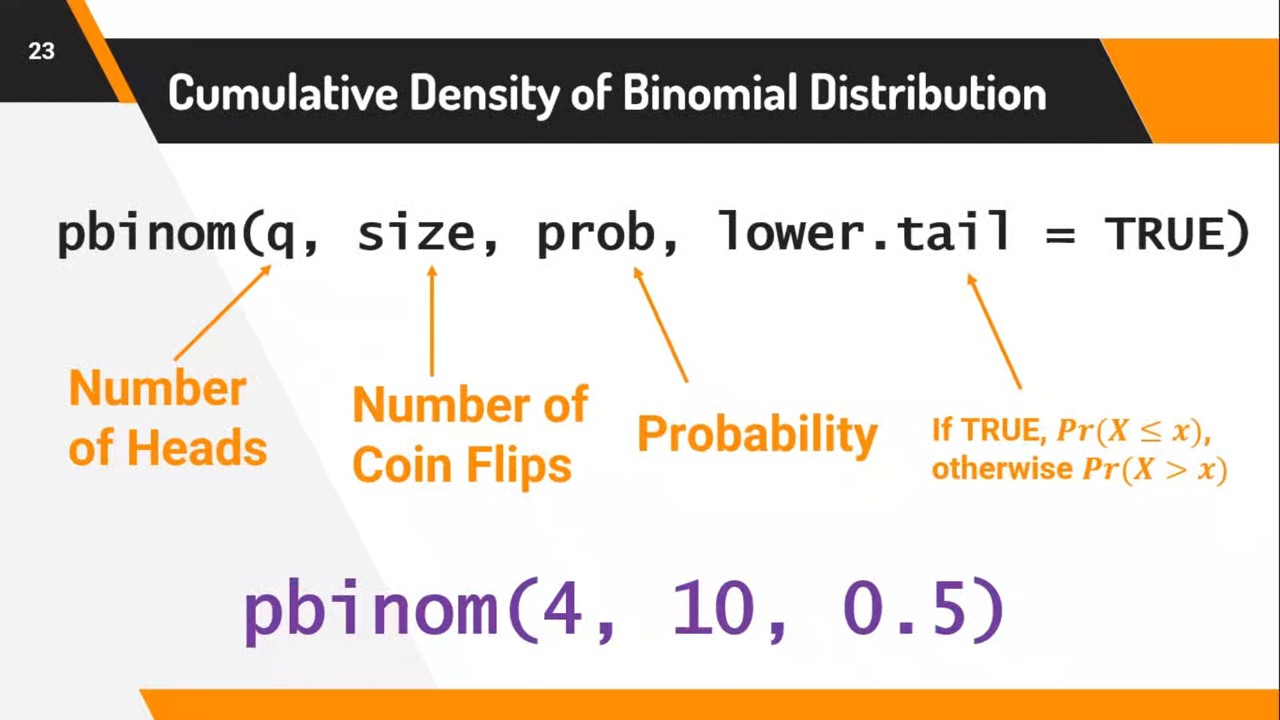 23
Cumulative Density of Binomial Distribution
pbinom(q, size, prob, lower.tail = TRUE)
Number
of Heads
Number of
Coin Flips
Probability
If TRUE, Pr(X ≤ x),
otherwise Pr(X > x)
pbinom(4, 10, 0.5)